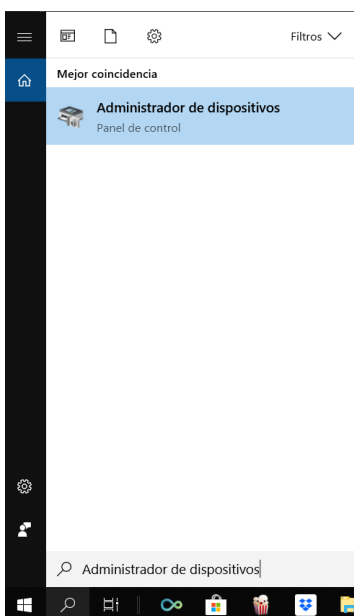 Filtros
Mejor coincidencia
Administrador de dispositivos
Panel de control
Administrador de dispositivos